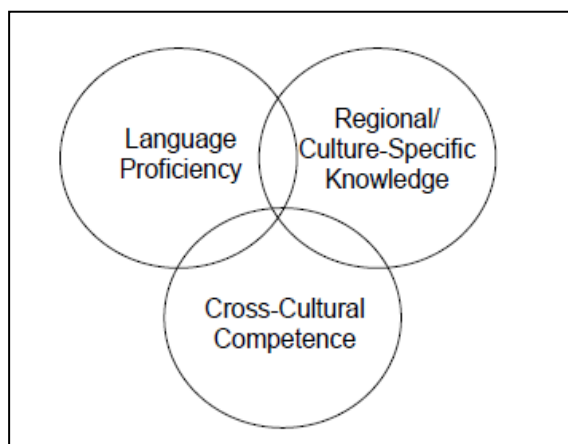 Language
Proficiency
Regional/
Culture-Specific
Knowledge
Cross-Cultural
Competence